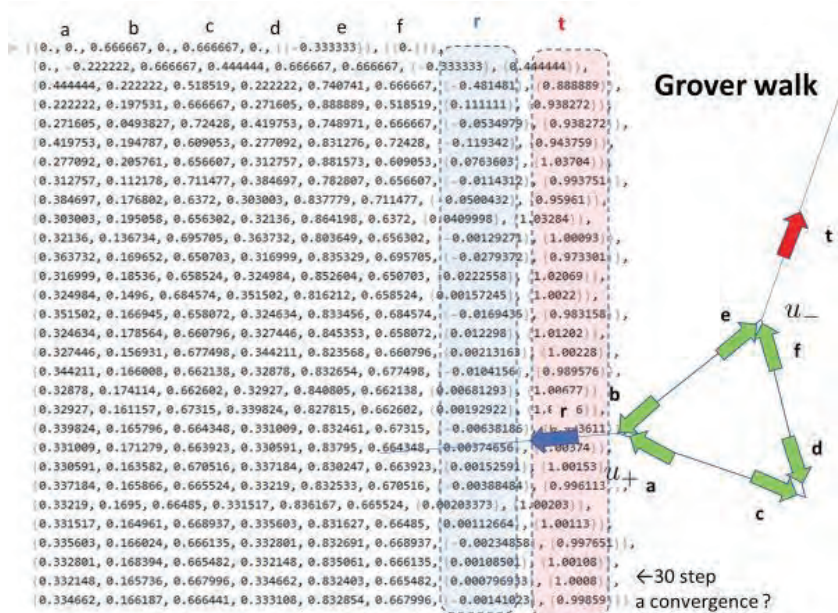 a b c d e f r t
((0., 0., 0.666667, 0., 0.666667, 0., ((-0.333333)), ((0.))),
(0., -0.222222, 0.666667, 0.444444, 0.666667, 0.666667, ((-0.333333), (0.444444)),
(0.444444, 0.222222, 0.518519, 0.222222, 0.740741, 0.666667, ((-0.481481), (0.888889)),
(0.222222, 0.197531, 0.666667, 0.271605, 0.888889, 0.518519, ((0.111111), (0.938272)),
(0.271605, 0.0493827, 0.72428, 0.419753, 0.748971, 0.666667, ((-0.0534979), (0.938272)),
(0.419753, 0.194787, 0.609053, 0.277092, 0.831276, 0.72428, ((-0.119342), (0.943759)),
(0.277092, 0.205761, 0.656607, 0.312757, 0.881573, 0.609053, ((0.0763603), (1.03704)),
(0.312757, 0.112178, 0.711477, 0.384697, 0.782807, 0.656607, ((-0.0114312), (0.993751)),
(0.384697, 0.176802, 0.6372, 0.303003, 0.837779, 0.711477, ((-0.0500432), (0.95961)),
(0.303003, 0.195058, 0.656302, 0.32136, 0.864198, 0.6372, ((0.0409998), (1.03284)),
(0.32136, 0.136734, 0.695705, 0.363732, 0.803649, 0.656302, ((-0.00129271), (1.00093)),
(0.363732, 0.169652, 0.650703, 0.316999, 0.835329, 0.695705, ((-0.0279372), (0.973301)),
(0.316999, 0.18536, 0.658524, 0.324984, 0.852604, 0.650703, ((0.0222558), (1.02069)),
(0.324984, 0.1496, 0.684574, 0.351502, 0.816212, 0.658524, ((0.00157245), (1.0022)),
(0.351502, 0.166945, 0.658072, 0.324634, 0.833456, 0.684574, ((-0.0169436), (0.983158)),
(0.324634, 0.178564, 0.660796, 0.327446, 0.845353, 0.658072, ((0.012298), (1.01202)),
(0.327446, 0.156931, 0.677498, 0.344211, 0.823568, 0.660796, ((0.00213163), (1.00228)),
(0.344211, 0.166008, 0.662138, 0.32878, 0.832654, 0.677498, ((-0.0104156), (0.989576)),
(0.32878, 0.174114, 0.662602, 0.32927, 0.840805, 0.662138, ((0.00681293), (1.00677)),
(0.32927, 0.161157, 0.67315, 0.339824, 0.827815, 0.662602, ((0.00192922),
(0.339824, 0.165796, 0.664348, 0.331009, 0.832461, 0.67315, ((-0.00638186),
(0.331009, 0.171279, 0.663923, 0.330591, 0.83795, 0.664348, ((0.00374656), (1.00374)),
(0.330591, 0.163582, 0.670516, 0.337184, 0.830247, 0.663923, ((0.00152591), (1.00153)),
(0.337184, 0.165866, 0.665524, 0.33219, 0.832533, 0.670516, ((-0.00388484), (0.996113)),
(0.33219, 0.1695, 0.66485, 0.331517, 0.836167, 0.665524, ((0.00203373), (1.00203)),
(0.331517, 0.164961, 0.668937, 0.335603, 0.831627, 0.66485, ((0.00112664), (1.00113)),
(0.335603, 0.166024, 0.666135, 0.332801, 0.832691, 0.668937, ((-0.00234858), (0.997651)),
(0.332801, 0.168394, 0.665482, 0.332148, 0.835061, 0.666135, ((0.00108501), (1.00108)),
(0.332148, 0.165736, 0.667996, 0.334662, 0.832403, 0.665482, ((0.000796933), (1.0008)),
(0.334662, 0.166187, 0.666441, 0.333108, 0.832854, 0.667996, ((-0.00141023), (0.99859)),
Grover walk
t
e u₋
f
b
r
d
u₊ a
c
←30 step
a convergence ?